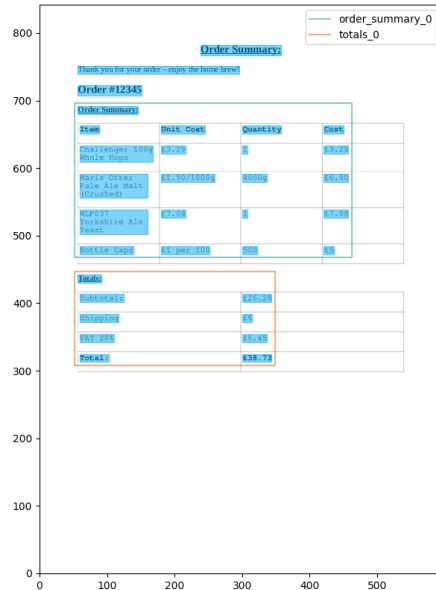 order_summary_0
totals_0
Order Summary:
Thank you for your order – enjoy the home brew!
Order #12345
Order Summary:
Item Unit Cost Quantity Cost
Challenger 100g £3.29 1 £3.29
Whole Hops
Maris Otter £1.50/1000g 4000g £6.00
Pale Ale Malt
(Crushed)
WLP037 £7.08 1 £7.08
Yorkshire Ale
Yeast
Bottle Caps £1 per 100 500 £5
Totals:
Subtotal: £26.28
Shipping £6
VAT 20% £6.45
Total: £38.73
800
700
600
500
400
300
200
100
0
0 100 200 300 400 500